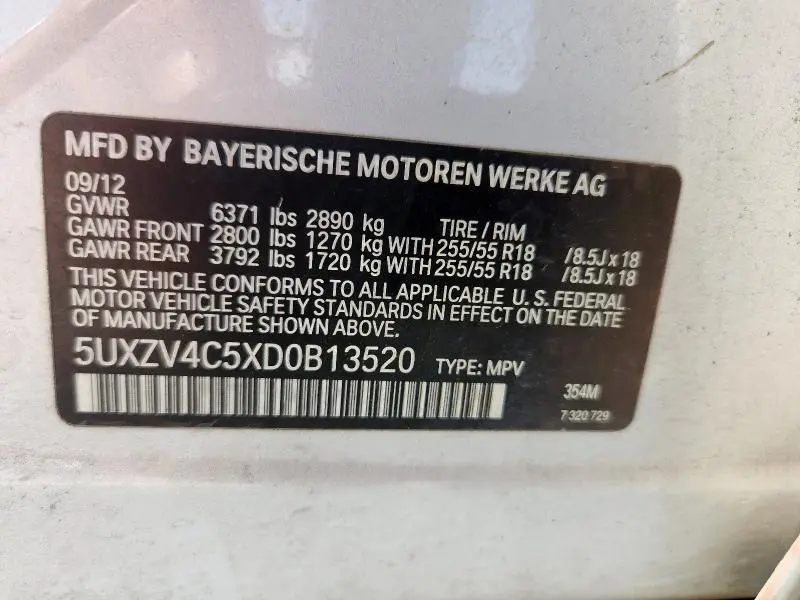 MFD BY BAYERISCHE MOTOREN WERKE AG
09/12
GVWR 6371 lbs 2890 kg TIRE / RIM
GAWR FRONT 2800 lbs 1270 kg WITH 255/55 R18 /8.5J x 18
GAWR REAR 3792 lbs 1720 kg WITH 255/55 R18 /8.5J x 18
THIS VEHICLE CONFORMS TO ALL APPLICABLE U. S. FEDERAL
MOTOR VEHICLE SAFETY STANDARDS IN EFFECT ON THE DATE
OF MANUFACTURE SHOWN ABOVE.
5UXZV4C5XD0B13520 TYPE: MPV
354M
7 320 729